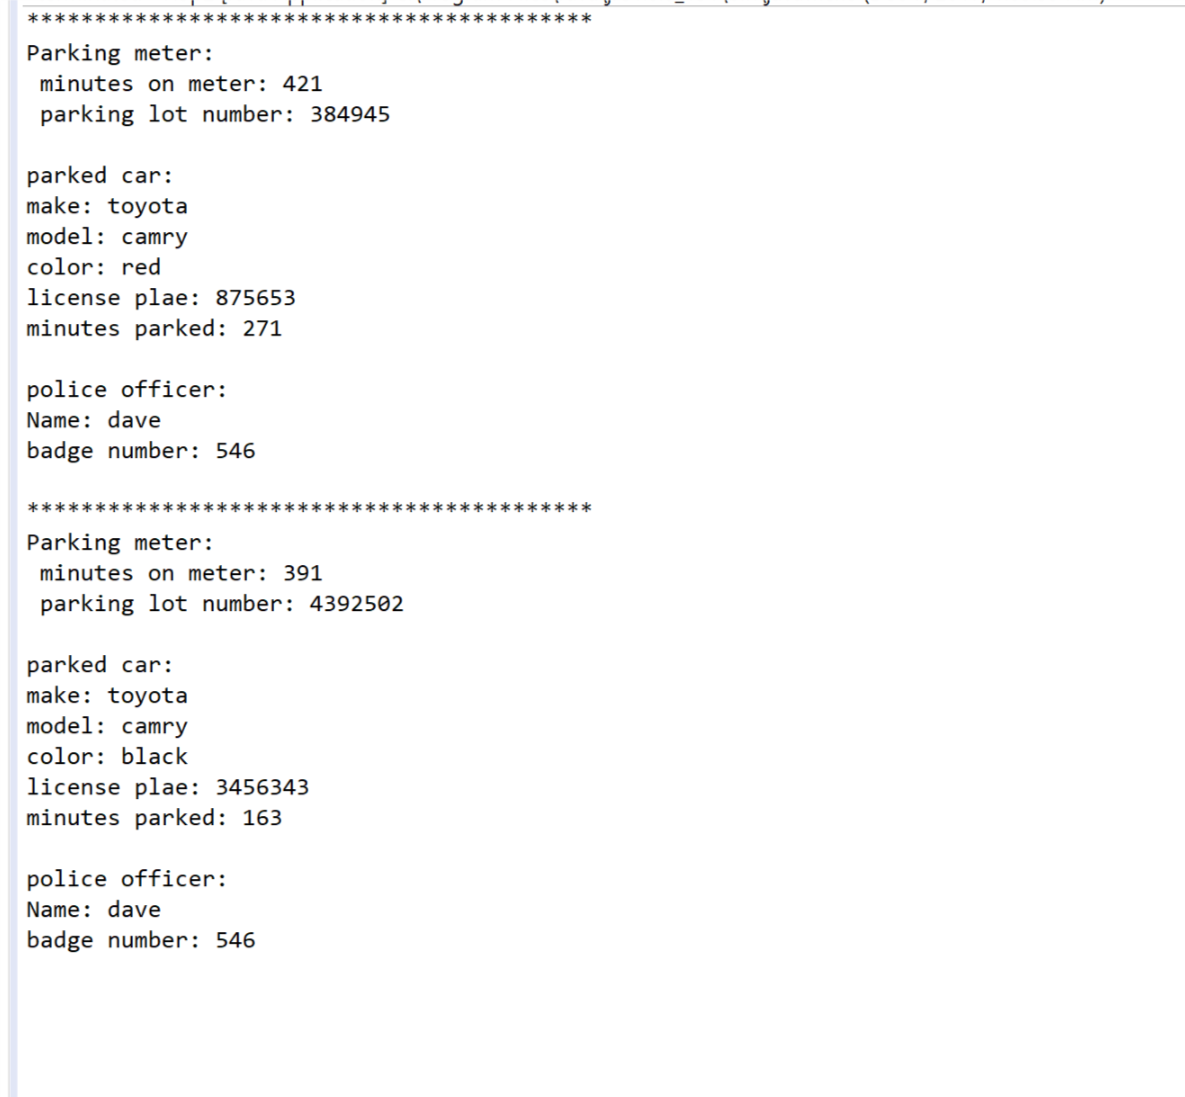 ******************************************
Parking meter:
 minutes on meter: 421
 parking lot number: 384945

parked car:
make: toyota
model: camry
color: red
license plae: 875653
minutes parked: 271

police officer:
Name: dave
badge number: 546

******************************************
Parking meter:
 minutes on meter: 391
 parking lot number: 4392502

parked car:
make: toyota
model: camry
color: black
license plae: 3456343
minutes parked: 163

police officer:
Name: dave
badge number: 546